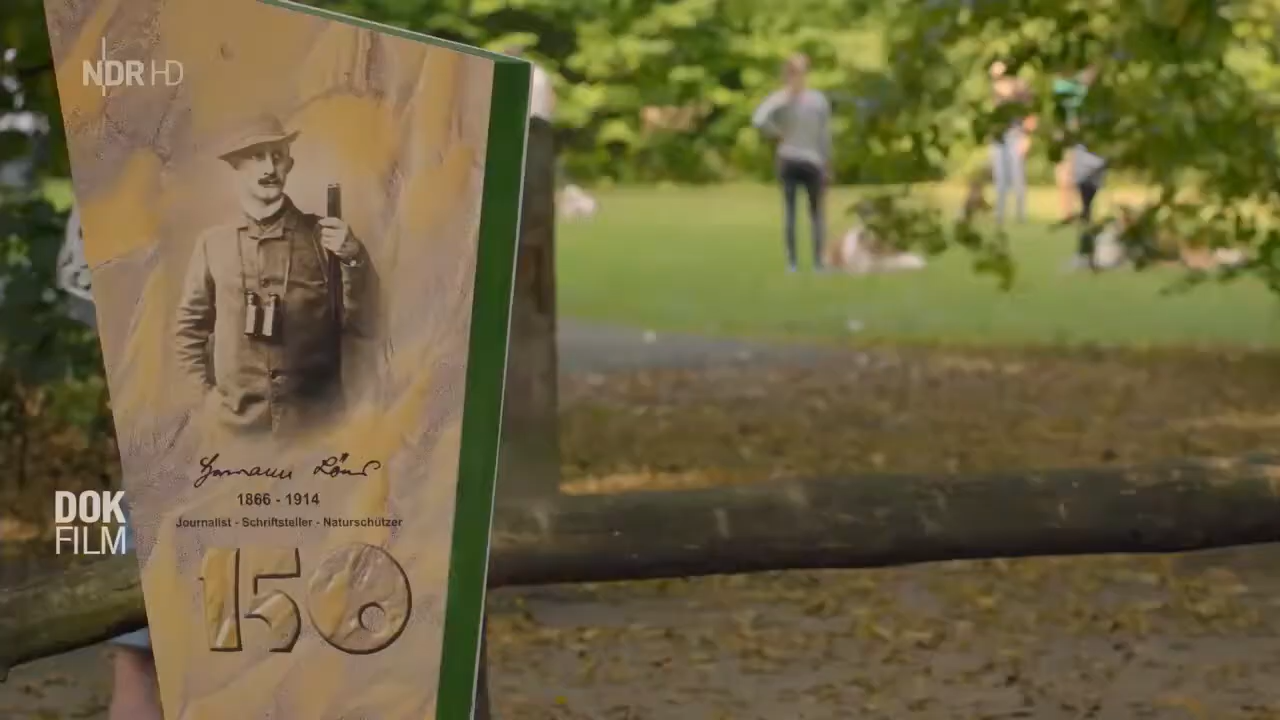 NDR HD
Hermann Löns
1866 - 1914
Journalist - Schriftsteller - Naturschützer
150
DOK
FILM